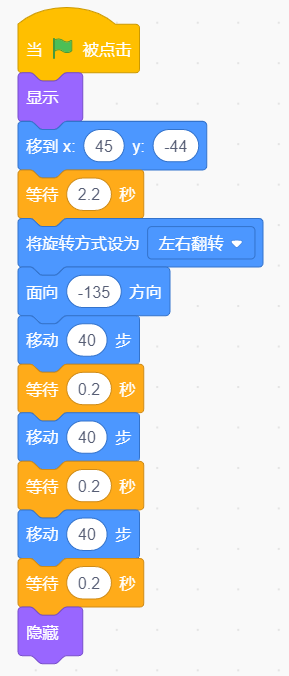 当 被点击
显示
移到 x: 45 y: -44
等待 2.2 秒
将旋转方式设为 左右翻转
面向 -135 方向
移动 40 步
等待 0.2 秒
移动 40 步
等待 0.2 秒
移动 40 步
等待 0.2 秒
隐藏